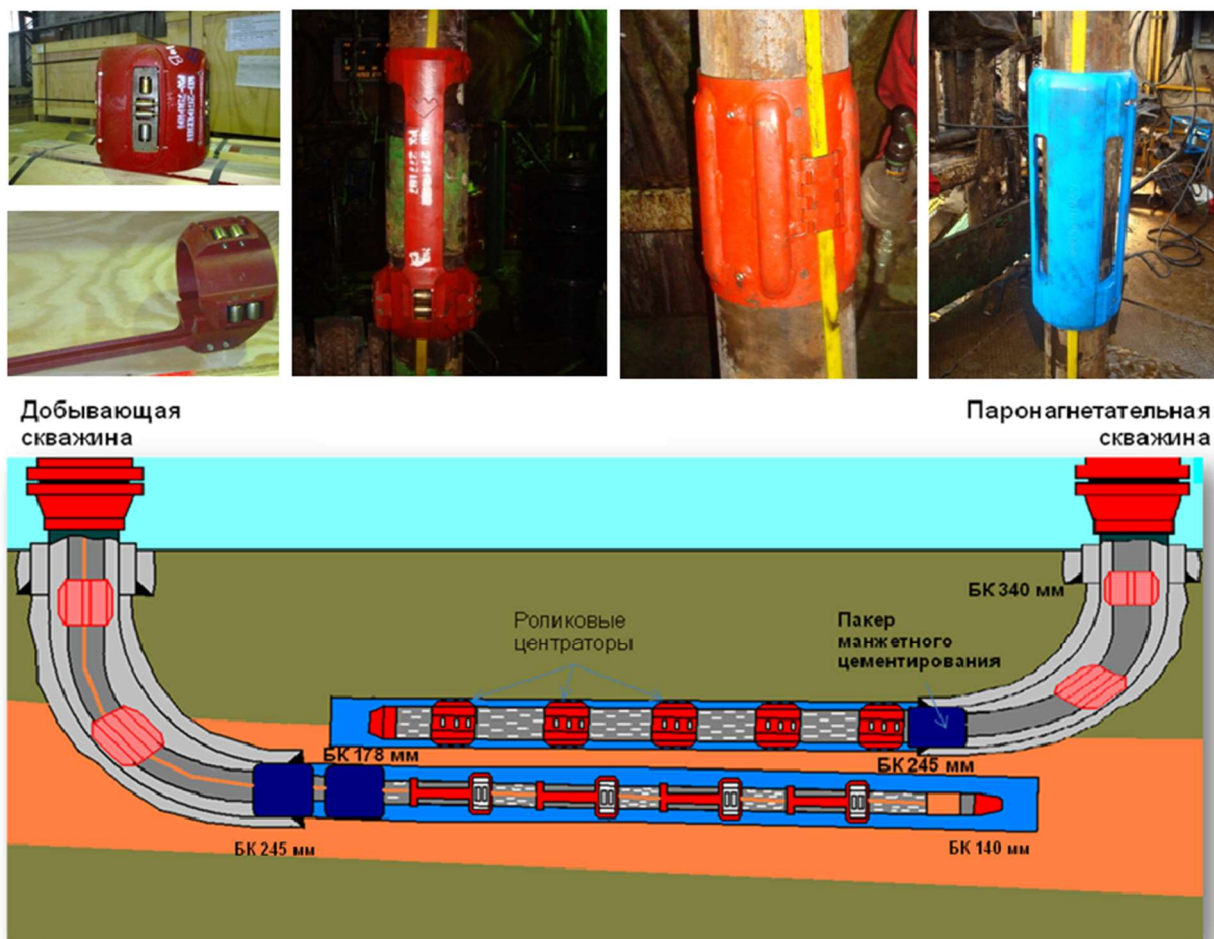 Добывающая
скважина
Паронагнетательная
скважина
БК 340 мм
Роликовые
центраторы
Пакер
манжетного
цементирования
БК 178 мм
БК 245 мм
БК 245 мм
БК 140 мм